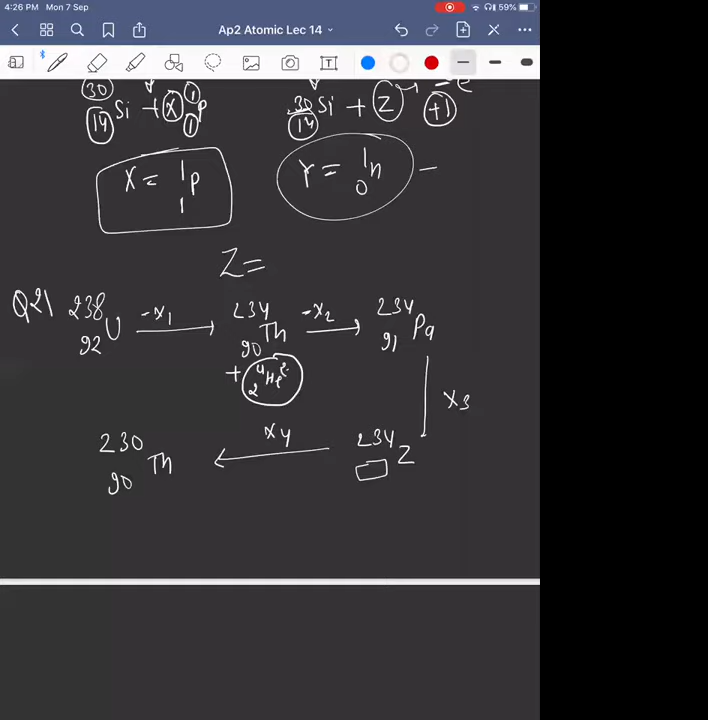 4:26 PM Mon 7 Sep 59%
Ap2 Atomic Lec 14
30 14 Si + X 1 1 P 30 14 Si + Z +1
X = 1 1 P Y = 1 0 n –
Z =
Q21 238 92 U -X1 → 234 90 Th -X2 → 234 91 Pa
+ 4 2 He
X3
230 90 Th ← X4 234 Z